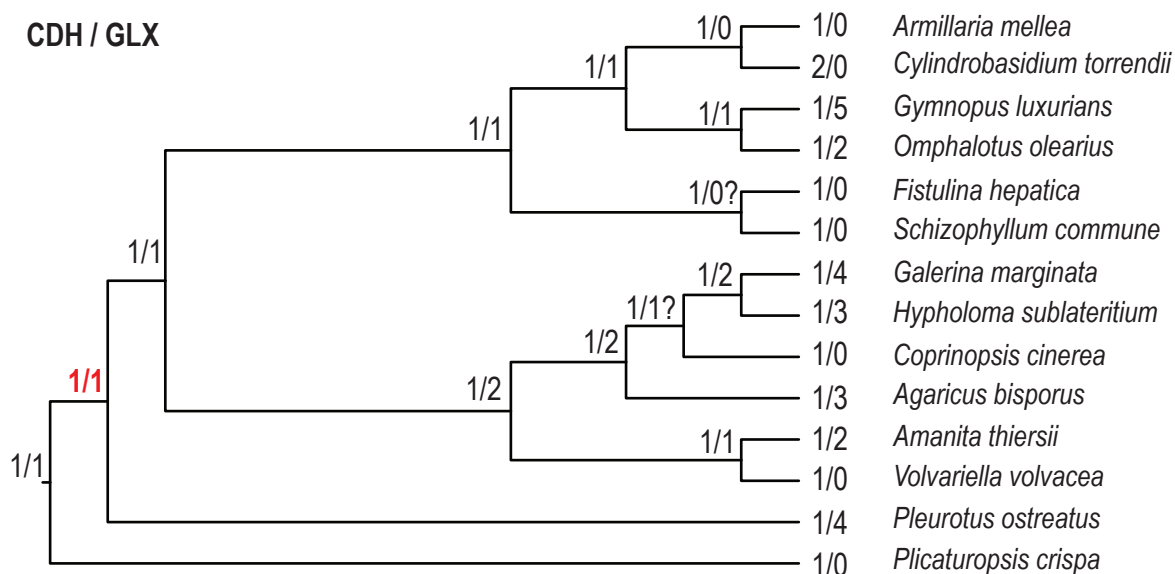 CDH / GLX
1/0 1/0 Armillaria mellea
1/1 2/0 Cylindrobasidium torrendii
1/1 1/1 1/5 Gymnopus luxurians
1/2 Omphalotus olearius
1/0? 1/0 Fistulina hepatica
1/1 1/0 Schizophyllum commune
1/2 1/4 Galerina marginata
1/1? 1/3 Hypholoma sublateritium
1/2 1/0 Coprinopsis cinerea
1/1 1/2 1/3 Agaricus bisporus
1/1 1/2 Amanita thiersii
1/1 1/0 Volvariella volvacea
1/4 Pleurotus ostreatus
1/0 Plicaturopsis crispa